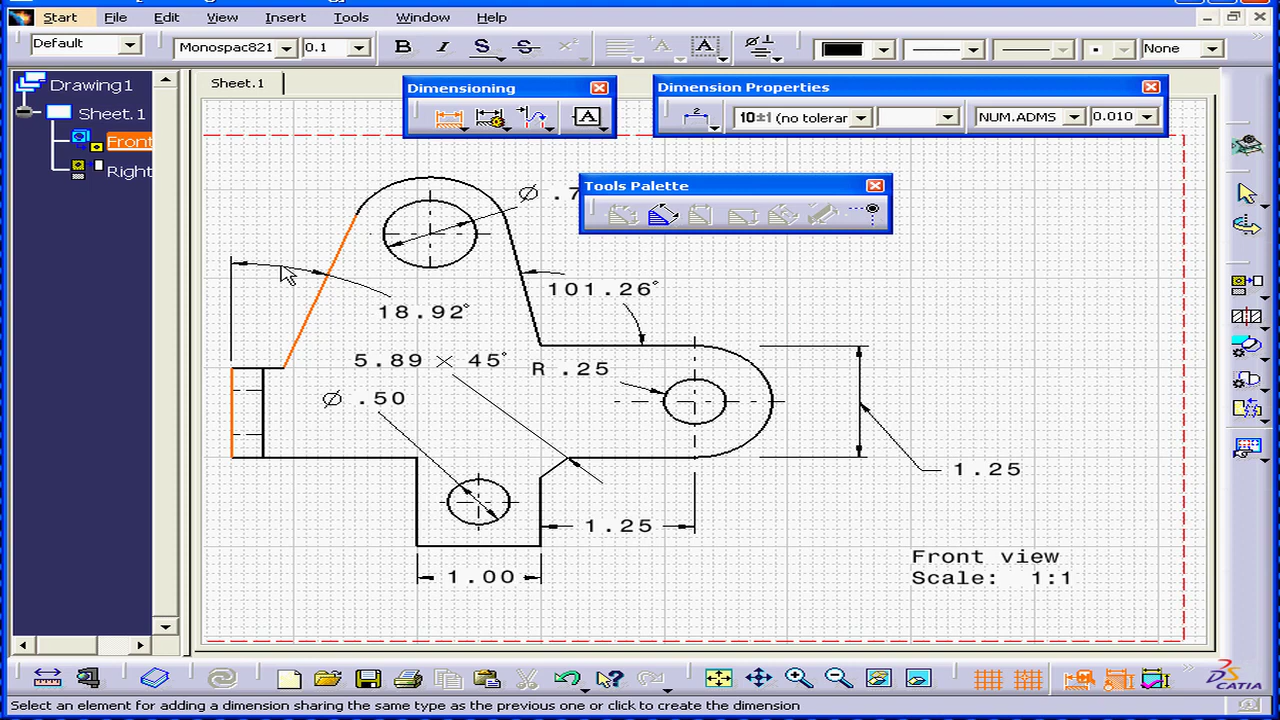 Start File Edit View Insert Tools Window Help
Default Monospac821 0.1 B I S S None
Drawing1
Sheet.1
Front
Right
Sheet.1
Dimensioning
Dimension Properties
10±1 (no tolerar NUM.ADMS 0.010
Tools Palette
Ø .7
101.26°
18.92°
5.89 × 45°
R .25
Ø .50
1.25
1.25
1.00
Front view
Scale: 1:1
CATIA
Select an element for adding a dimension sharing the same type as the previous one or click to create the dimension